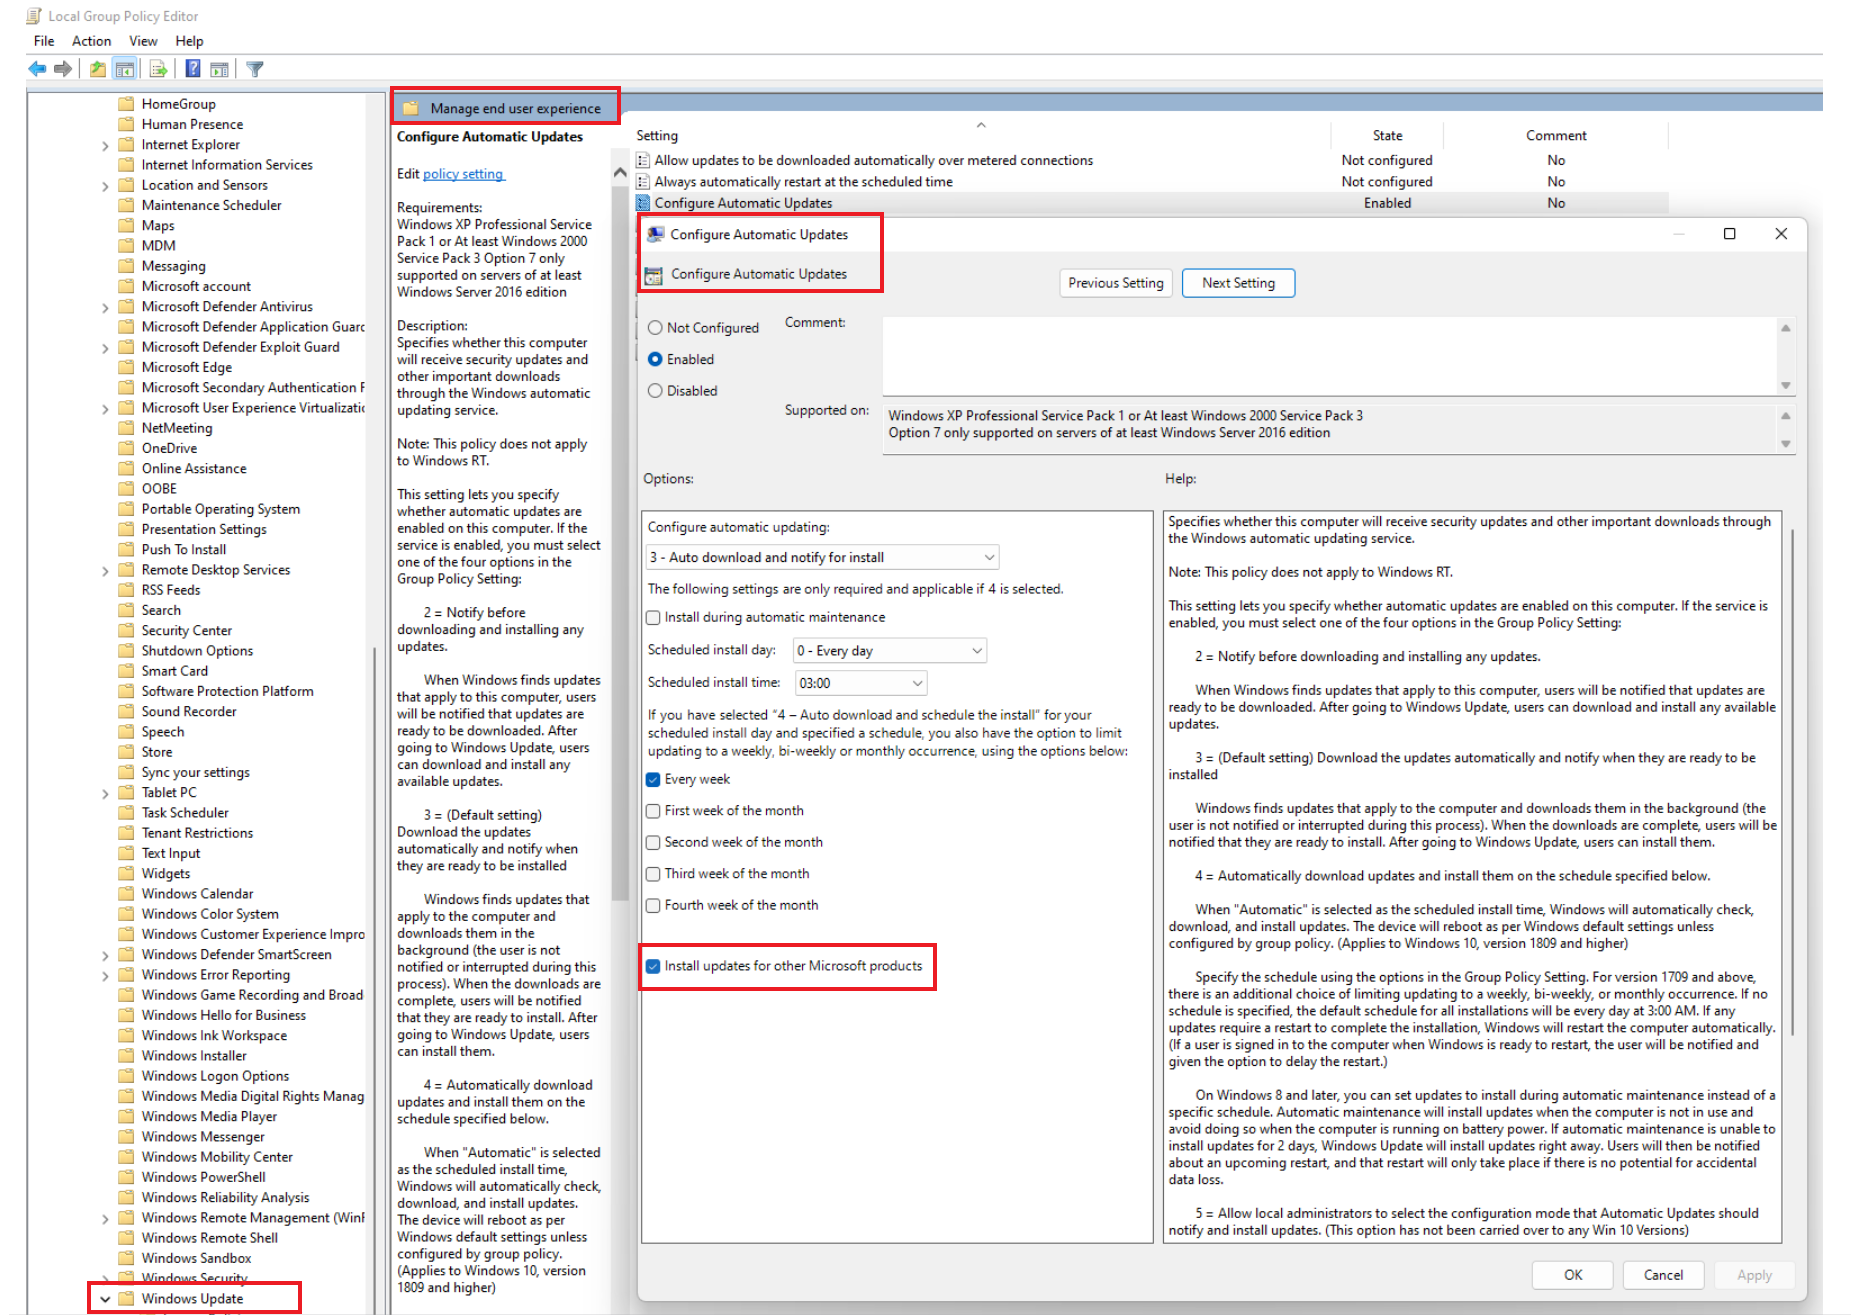 Local Group Policy Editor
File Action View Help
HomeGroup
Human Presence
Internet Explorer
Internet Information Services
Location and Sensors
Maintenance Scheduler
Maps
MDM
Messaging
Microsoft account
Microsoft Defender Antivirus
Microsoft Defender Application Guard
Microsoft Defender Exploit Guard
Microsoft Edge
Microsoft Secondary Authentication F
Microsoft User Experience Virtualizatio
NetMeeting
OneDrive
Online Assistance
OOBE
Portable Operating System
Presentation Settings
Push To Install
Remote Desktop Services
RSS Feeds
Search
Security Center
Shutdown Options
Smart Card
Software Protection Platform
Sound Recorder
Speech
Store
Sync your settings
Tablet PC
Task Scheduler
Tenant Restrictions
Text Input
Widgets
Windows Calendar
Windows Color System
Windows Customer Experience Impro
Windows Defender SmartScreen
Windows Error Reporting
Windows Game Recording and Broad
Windows Hello for Business
Windows Ink Workspace
Windows Installer
Windows Logon Options
Windows Media Digital Rights Manag
Windows Media Player
Windows Messenger
Windows Mobility Center
Windows PowerShell
Windows Reliability Analysis
Windows Remote Management (WinR
Windows Remote Shell
Windows Sandbox
Windows Security
Windows Update
Manage end user experience
Configure Automatic Updates
Edit policy setting
Requirements:
Windows XP Professional Service
Pack 1 or At least Windows 2000
Service Pack 3 Option 7 only
supported on servers of at least
Windows Server 2016 edition
Description:
Specifies whether this computer
will receive security updates and
other important downloads
through the Windows automatic
updating service.
Note: This policy does not apply
to Windows RT.
This setting lets you specify
whether automatic updates are
enabled on this computer. If the
service is enabled, you must select
one of the four options in the
Group Policy Setting:
2 = Notify before
downloading and installing any
updates.
When Windows finds updates
that apply to this computer, users
will be notified that updates are
ready to be downloaded. After
going to Windows Update, users
can download and install any
available updates.
3 = (Default setting)
Download the updates
automatically and notify when
they are ready to be installed
Windows finds updates that
apply to the computer and
downloads them in the
background (the user is not
notified or interrupted during this
process). When the downloads are
complete, users will be notified
that they are ready to install. After
going to Windows Update, users
can install them.
4 = Automatically download
updates and install them on the
schedule specified below.
When "Automatic" is selected
as the scheduled install time,
Windows will automatically check,
download, and install updates.
The device will reboot as per
Windows default settings unless
configured by group policy.
(Applies to Windows 10, version
1809 and higher)
Setting State Comment
Allow updates to be downloaded automatically over metered connections Not configured No
Always automatically restart at the scheduled time Not configured No
Configure Automatic Updates Enabled No
Configure Automatic Updates
Configure Automatic Updates
Previous Setting Next Setting
Not Configured
Enabled
Disabled
Comment:
Supported on:
Windows XP Professional Service Pack 1 or At least Windows 2000 Service Pack 3
Option 7 only supported on servers of at least Windows Server 2016 edition
Options:
Configure automatic updating:
3 - Auto download and notify for install
The following settings are only required and applicable if 4 is selected.
Install during automatic maintenance
Scheduled install day: 0 - Every day
Scheduled install time: 03:00
If you have selected “4 – Auto download and schedule the install” for your
scheduled install day and specified a schedule, you also have the option to limit
updating to a weekly, bi-weekly or monthly occurrence, using the options below:
Every week
First week of the month
Second week of the month
Third week of the month
Fourth week of the month
Install updates for other Microsoft products
Help:
Specifies whether this computer will receive security updates and other important downloads through
the Windows automatic updating service.
Note: This policy does not apply to Windows RT.
This setting lets you specify whether automatic updates are enabled on this computer. If the service is
enabled, you must select one of the four options in the Group Policy Setting:
2 = Notify before downloading and installing any updates.
When Windows finds updates that apply to this computer, users will be notified that updates are
ready to be downloaded. After going to Windows Update, users can download and install any available
updates.
3 = (Default setting) Download the updates automatically and notify when they are ready to be
installed
Windows finds updates that apply to the computer and downloads them in the background (the
user is not notified or interrupted during this process). When the downloads are complete, users will be
notified that they are ready to install. After going to Windows Update, users can install them.
4 = Automatically download updates and install them on the schedule specified below.
When "Automatic" is selected as the scheduled install time, Windows will automatically check,
download, and install updates. The device will reboot as per Windows default settings unless
configured by group policy. (Applies to Windows 10, version 1809 and higher)
Specify the schedule using the options in the Group Policy Setting. For version 1709 and above,
there is an additional choice of limiting updating to a weekly, bi-weekly, or monthly occurrence. If no
schedule is specified, the default schedule for all installations will be every day at 3:00 AM. If any
updates require a restart to complete the installation, Windows will restart the computer automatically.
(If a user is signed in to the computer when Windows is ready to restart, the user will be notified and
given the option to delay the restart.)
On Windows 8 and later, you can set updates to install during automatic maintenance instead of a
specific schedule. Automatic maintenance will install updates when the computer is not in use and
avoid doing so when the computer is running on battery power. If automatic maintenance is unable to
install updates for 2 days, Windows Update will install updates right away. Users will then be notified
about an upcoming restart, and that restart will only take place if there is no potential for accidental
data loss.
5 = Allow local administrators to select the configuration mode that Automatic Updates should
notify and install updates. (This option has not been carried over to any Win 10 Versions)
OK Cancel Apply